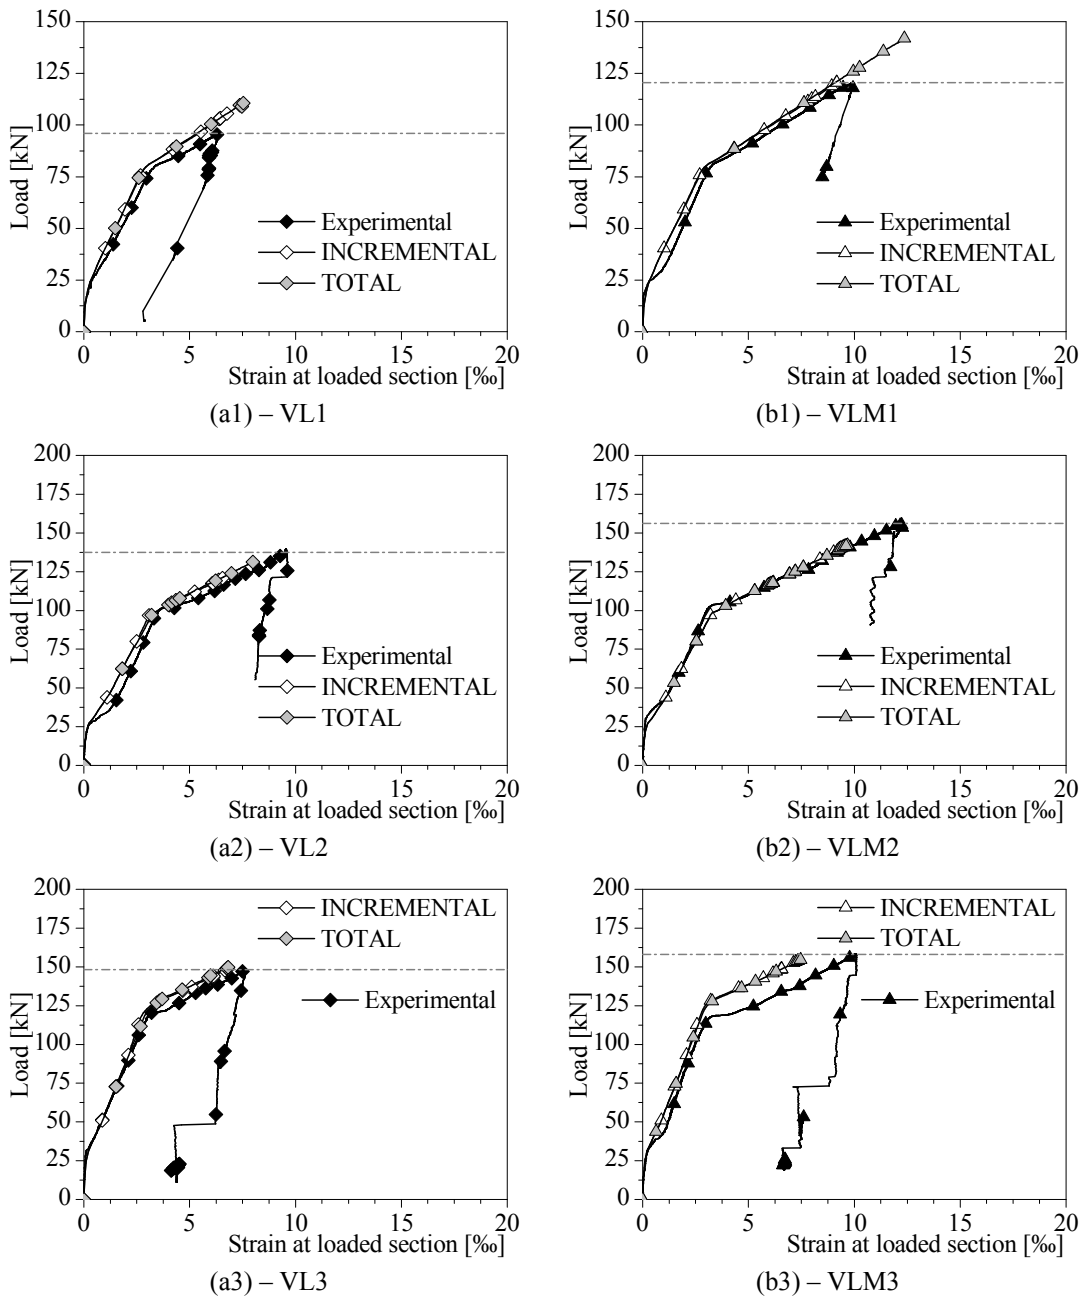 150
125
100
75
50
25
0
Load [kN]
Experimental
INCREMENTAL
TOTAL
0 5 10 15 20
Strain at loaded section [‰]
(a1) – VL1
150
125
100
75
50
25
0
Load [kN]
Experimental
INCREMENTAL
TOTAL
0 5 10 15 20
Strain at loaded section [‰]
(b1) – VLM1
200
175
150
125
100
75
50
25
0
Load [kN]
Experimental
INCREMENTAL
TOTAL
0 5 10 15 20
Strain at loaded section [‰]
(a2) – VL2
200
175
150
125
100
75
50
25
0
Load [kN]
Experimental
INCREMENTAL
TOTAL
0 5 10 15 20
Strain at loaded section [‰]
(b2) – VLM2
200
175
150
125
100
75
50
25
0
Load [kN]
INCREMENTAL
TOTAL
Experimental
0 5 10 15 20
Strain at loaded section [‰]
(a3) – VL3
200
175
150
125
100
75
50
25
0
Load [kN]
INCREMENTAL
TOTAL
Experimental
0 5 10 15 20
Strain at loaded section [‰]
(b3) – VLM3